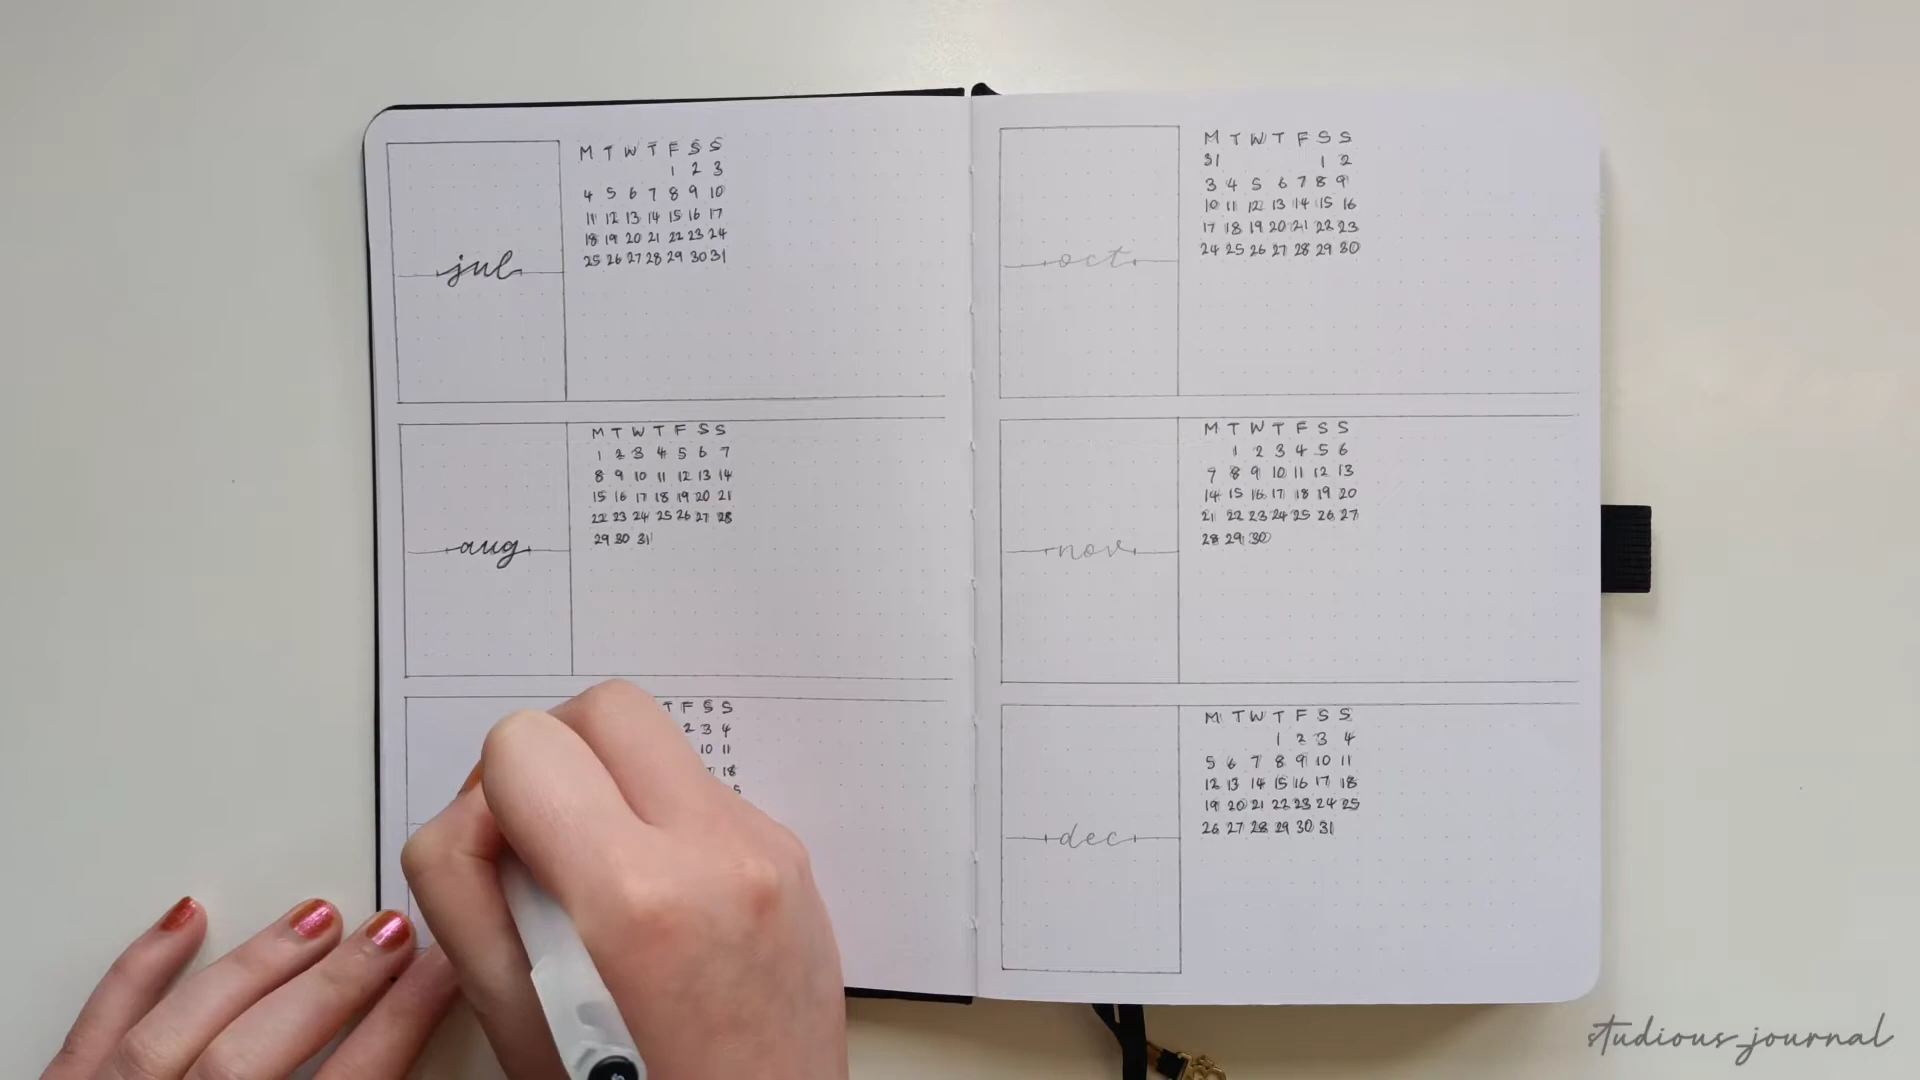 M T W T F S S
1 2 3
4 5 6 7 8 9 10
11 12 13 14 15 16 17
18 19 20 21 22 23 24
25 26 27 28 29 30 31
jul
M T W T F S S
1 2 3 4 5 6 7
8 9 10 11 12 13 14
15 16 17 18 19 20 21
22 23 24 25 26 27 28
29 30 31
aug
T F S S
2 3 4
10 11
18
M T W T F S S
31 1 2
3 4 5 6 7 8 9
10 11 12 13 14 15 16
17 18 19 20 21 22 23
24 25 26 27 28 29 30
oct
M T W T F S S
1 2 3 4 5 6
7 8 9 10 11 12 13
14 15 16 17 18 19 20
21 22 23 24 25 26 27
28 29 30
nov
M T W T F S S
1 2 3 4
5 6 7 8 9 10 11
12 13 14 15 16 17 18
19 20 21 22 23 24 25
26 27 28 29 30 31
dec
studious_journal